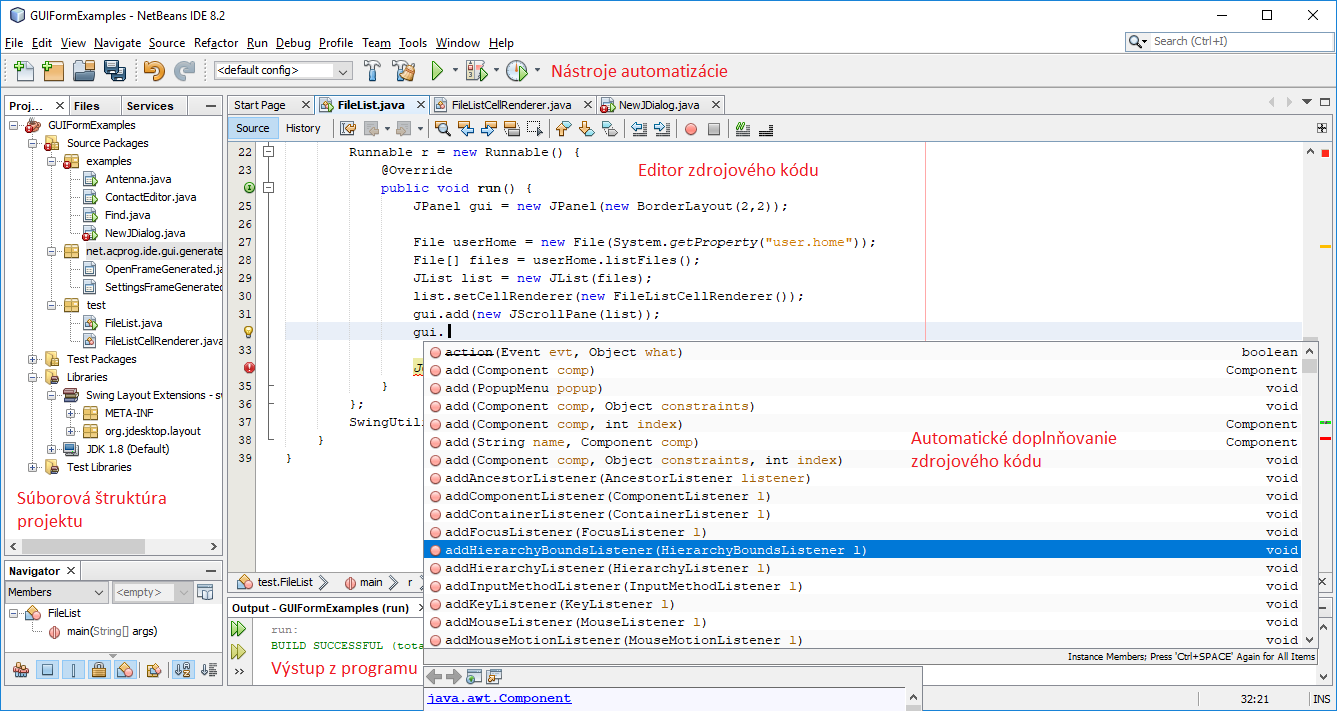 GUIFormExamples - NetBeans IDE 8.2
File Edit View Navigate Source Refactor Run Debug Profile Team Tools Window Help
Search (Ctrl+I)
<default config>
Nástroje automatizácie
Proj... Files Services
GUIFormExamples
Source Packages
examples
Antenna.java
ContactEditor.java
Find.java
NewJDialog.java
net.acprog.ide.gui.generate
OpenFrameGenerated.ja
SettingsFrameGenerated
test
FileList.java
FileListCellRenderer.java
Test Packages
Libraries
Swing Layout Extensions - sw
META-INF
org.jdesktop.layout
JDK 1.8 (Default)
Test Libraries
Súborová štruktúra
projektu
Navigator
Members
<empty>
FileList
main(String[] args)
Start Page FileList.java FileListCellRenderer.java NewJDialog.java
Source History
Editor zdrojového kódu
22 Runnable r = new Runnable() {
23 @Override
public void run() {
25 JPanel gui = new JPanel(new BorderLayout(2,2));
26
27 File userHome = new File(System.getProperty("user.home"));
28 File[] files = userHome.listFiles();
29 JList list = new JList(files);
30 list.setCellRenderer(new FileListCellRenderer());
31 gui.add(new JScrollPane(list));
gui.
33
J
35 }
36 };
37 SwingUtil
38 }
39 }
action(Event evt, Object what) boolean
add(Component comp) Component
add(PopupMenu popup) void
add(Component comp, Object constraints) void
add(Component comp, int index) Component
add(String name, Component comp) Component
add(Component comp, Object constraints, int index) void
addAncestorListener(AncestorListener listener) void
addComponentListener(ComponentListener l) void
addContainerListener(ContainerListener l) void
addFocusListener(FocusListener l) void
addHierarchyBoundsListener(HierarchyBoundsListener l) void
addHierarchyListener(HierarchyListener l) void
addInputMethodListener(InputMethodListener l) void
addKeyListener(KeyListener l) void
addMouseListener(MouseListener l) void
addMouseMotionListener(MouseMotionListener l) void
Automatické doplnňovanie
zdrojového kódu
Instance Members; Press 'Ctrl+SPACE' Again for All Items
test.FileList main r
Output - GUIFormExamples (run)
run:
BUILD SUCCESSFUL (tota
Výstup z programu
java.awt.Component
32:21 INS